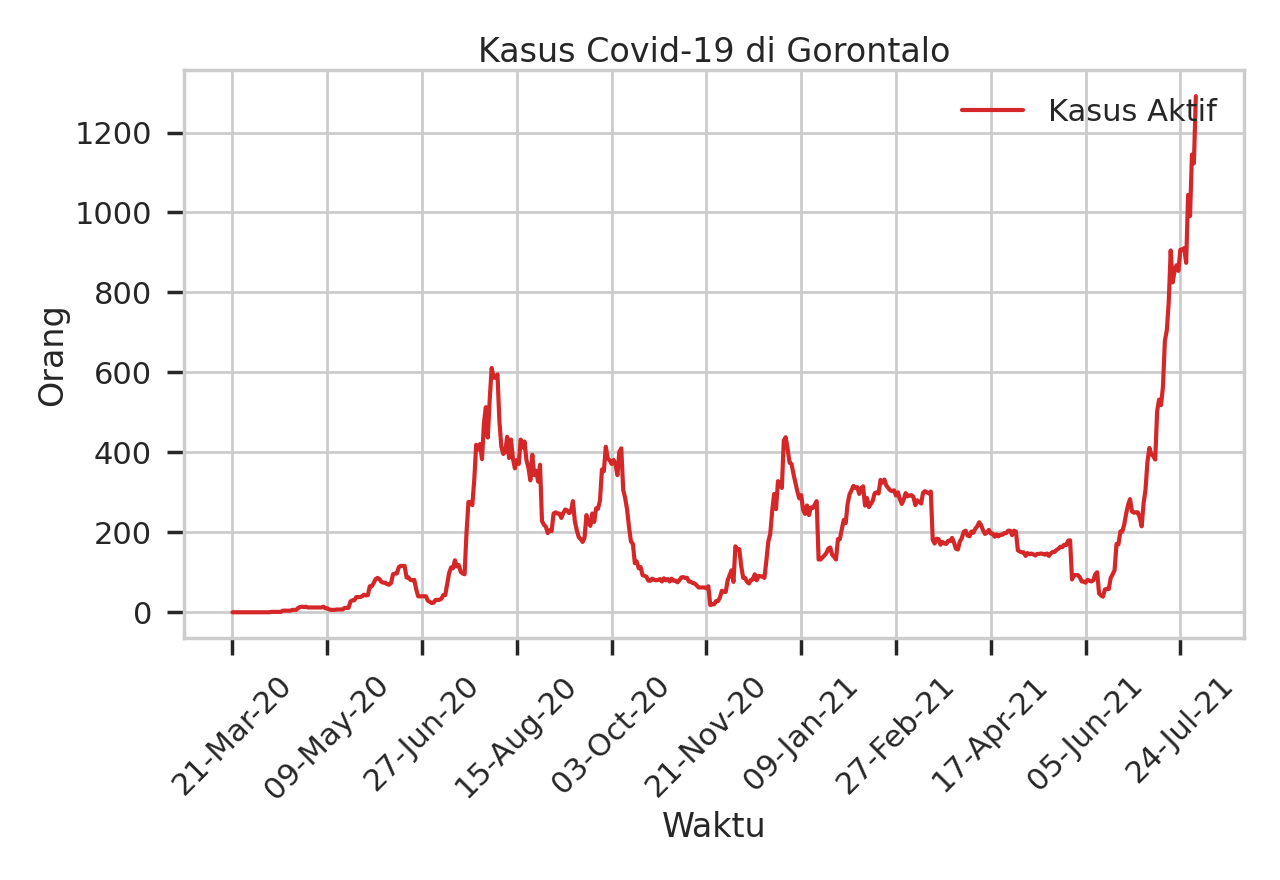 Kasus Covid-19 di Gorontalo
Kasus Aktif
1200
1000
800
600
400
200
0
Orang
21-Mar-20
09-May-20
27-Jun-20
15-Aug-20
03-Oct-20
21-Nov-20
09-Jan-21
27-Feb-21
17-Apr-21
05-Jun-21
24-Jul-21
Waktu